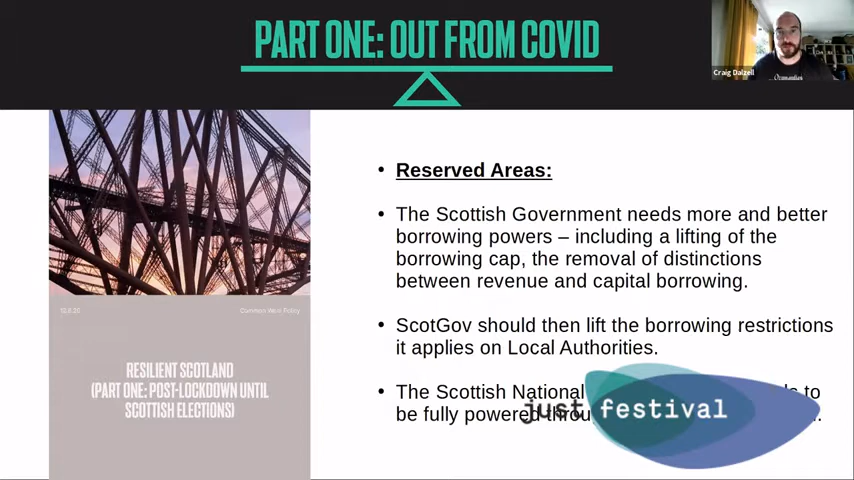 PART ONE: OUT FROM COVID
Craig Dalzell
• Reserved Areas:
• The Scottish Government needs more and better
borrowing powers – including a lifting of the
borrowing cap, the removal of distinctions
between revenue and capital borrowing.
• ScotGov should then lift the borrowing restrictions
it applies on Local Authorities.
• The Scottish National to
be fully powered
just festival
Common Weal Policy
RESILIENT SCOTLAND
(PART ONE: POST-LOCKDOWN UNTIL
SCOTTISH ELECTIONS)